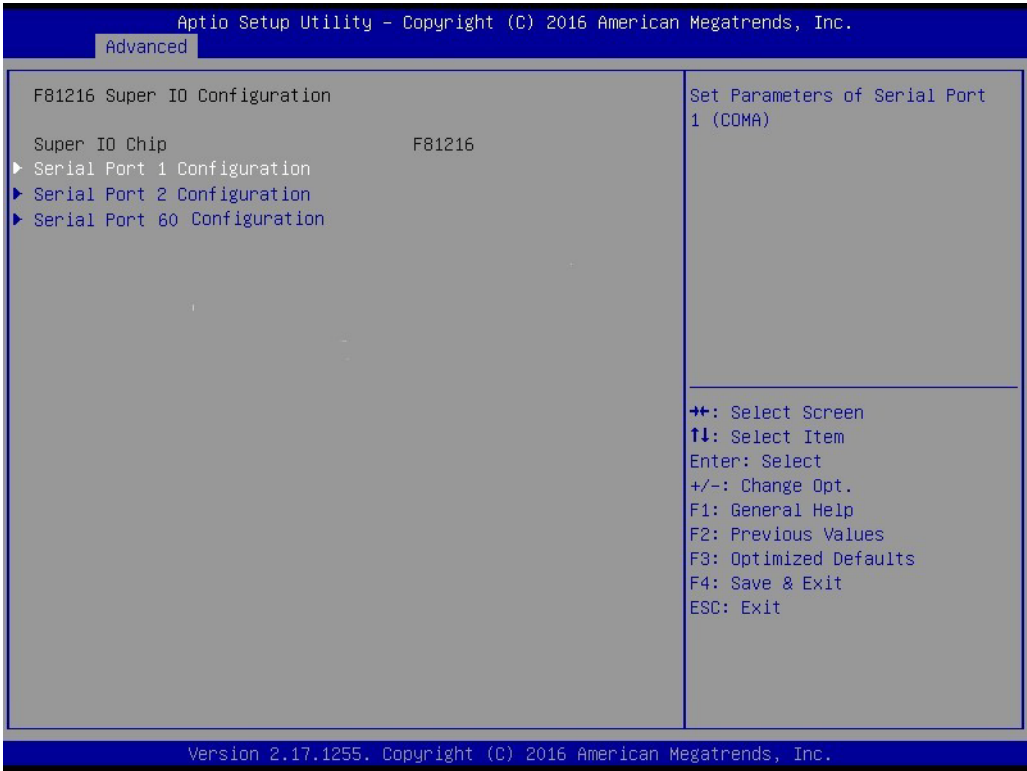 Aptio Setup Utility – Copyright (C) 2016 American Megatrends, Inc.
Advanced
F81216 Super IO Configuration
Super IO Chip F81216
Serial Port 1 Configuration
Serial Port 2 Configuration
Serial Port 60 Configuration
Set Parameters of Serial Port
1 (COMA)
→←: Select Screen
↑↓: Select Item
Enter: Select
+/-: Change Opt.
F1: General Help
F2: Previous Values
F3: Optimized Defaults
F4: Save & Exit
ESC: Exit
Version 2.17.1255. Copyright (C) 2016 American Megatrends, Inc.